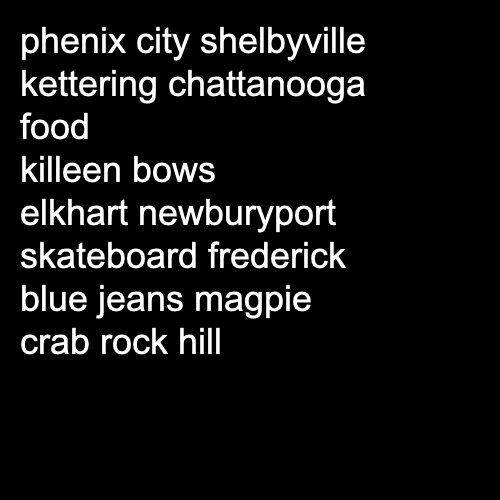 phenix city shelbyville
kettering chattanooga
food
killeen bows
elkhart newburyport
skateboard frederick
blue jeans magpie
crab rock hill